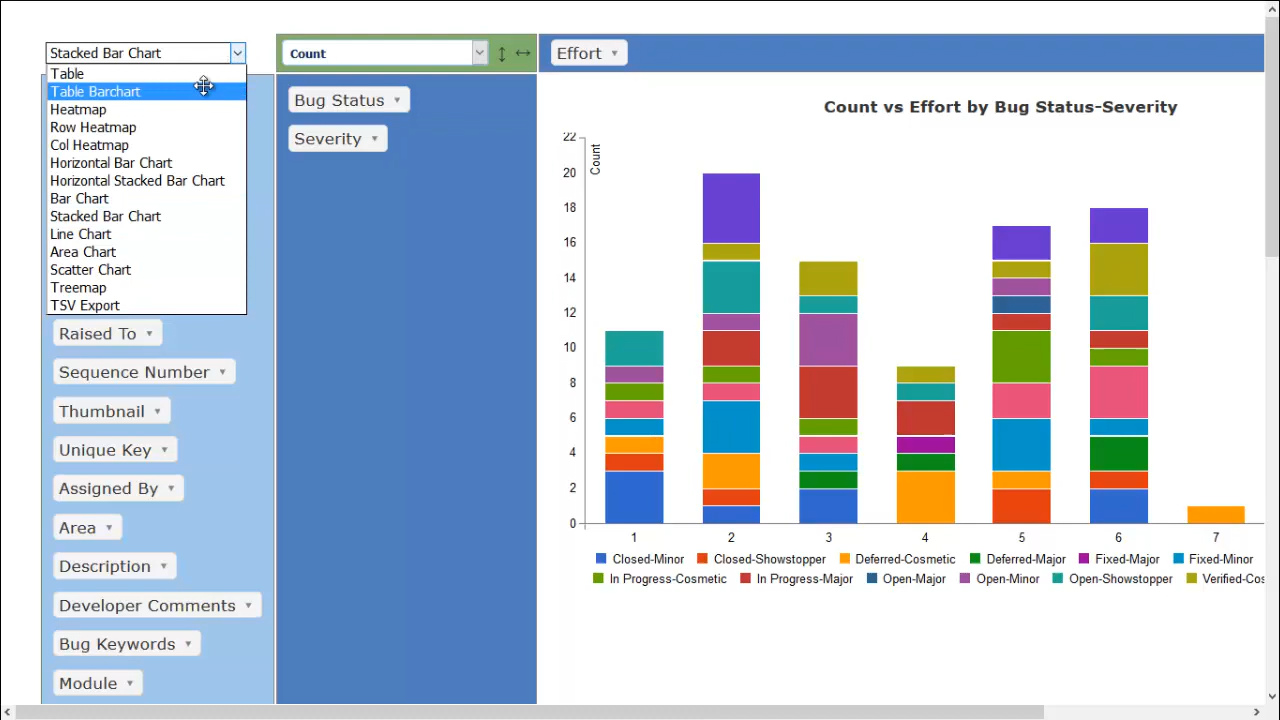 Stacked Bar Chart
Table
Table Barchart
Heatmap
Row Heatmap
Col Heatmap
Horizontal Bar Chart
Horizontal Stacked Bar Chart
Bar Chart
Stacked Bar Chart
Line Chart
Area Chart
Scatter Chart
Treemap
TSV Export
Raised To
Sequence Number
Thumbnail
Unique Key
Assigned By
Area
Description
Developer Comments
Bug Keywords
Module
Count
Bug Status
Severity
Effort
Count vs Effort by Bug Status-Severity
Count
22
20
18
16
14
12
10
8
6
4
2
0
1 2 3 4 5 6 7
Closed-Minor Closed-Showstopper Deferred-Cosmetic Deferred-Major Fixed-Major Fixed-Minor
In Progress-Cosmetic In Progress-Major Open-Major Open-Minor Open-Showstopper Verified-Cos